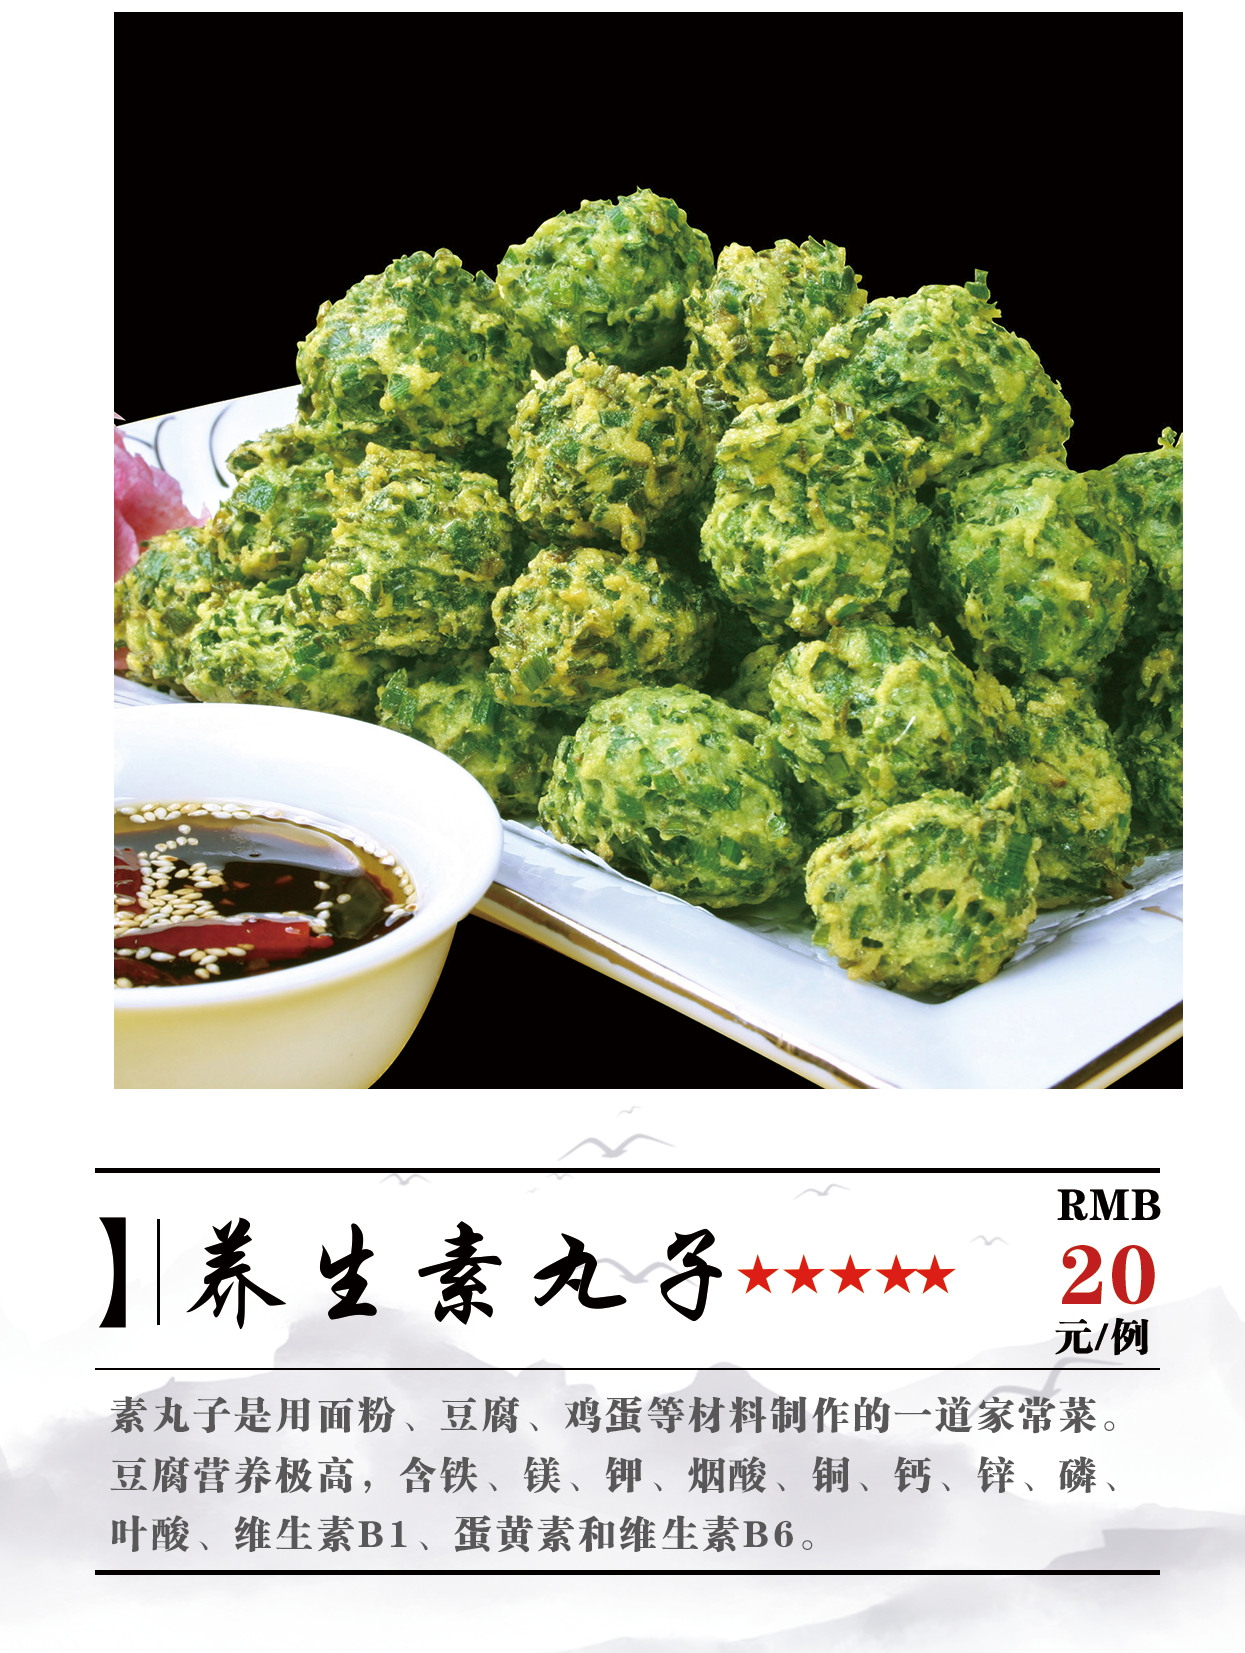 】养生素丸子★★★★★
RMB
20
元/例
素丸子是用面粉、豆腐、鸡蛋等材料制作的一道家常菜。
豆腐营养极高，含铁、镁、钾、烟酸、铜、钙、锌、磷、
叶酸、维生素B1、蛋黄素和维生素B6。